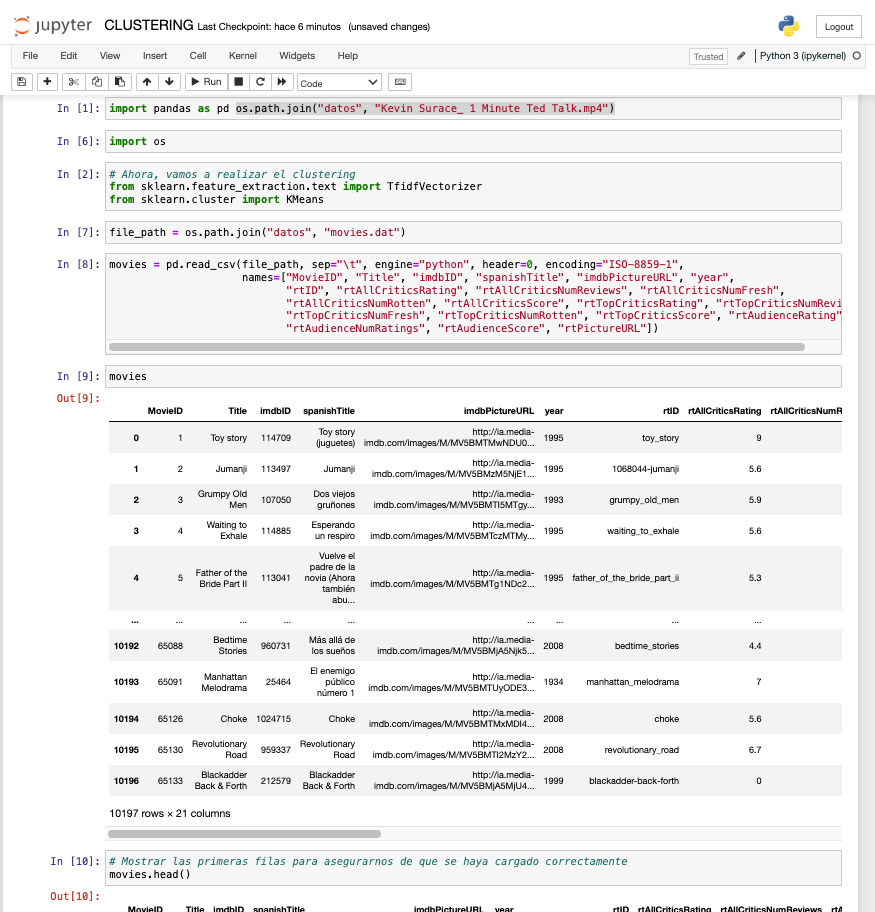 jupyter CLUSTERING Last Checkpoint: hace 6 minutos (unsaved changes) Logout
File Edit View Insert Cell Kernel Widgets Help Trusted Python 3 (ipykernel)
Run Code
In [1]: import pandas as pd os.path.join("datos", "Kevin Surace_ 1 Minute Ted Talk.mp4")
In [6]: import os
In [2]: # Ahora, vamos a realizar el clustering
from sklearn.feature_extraction.text import TfidfVectorizer
from sklearn.cluster import KMeans
In [7]: file_path = os.path.join("datos", "movies.dat")
In [8]: movies = pd.read_csv(file_path, sep="\t", engine="python", header=0, encoding="ISO-8859-1",
names=["MovieID", "Title", "imdbID", "spanishTitle", "imdbPictureURL", "year",
"rtID", "rtAllCriticsRating", "rtAllCriticsNumReviews", "rtAllCriticsNumFresh",
"rtAllCriticsNumRotten", "rtAllCriticsScore", "rtTopCriticsRating", "rtTopCriticsNumRevi
"rtTopCriticsNumFresh", "rtTopCriticsNumRotten", "rtTopCriticsScore", "rtAudienceRating"
"rtAudienceNumRatings", "rtAudienceScore", "rtPictureURL"])
In [9]: movies
Out[9]:
MovieID Title imdbID spanishTitle imdbPictureURL year rtID rtAllCriticsRating rtAllCriticsNumR
0 1 Toy story 114709 Toy story (juguetes) http://ia.media-imdb.com/images/M/MV5BMTMwNDU0... 1995 toy_story 9
1 2 Jumanji 113497 Jumanji http://ia.media-imdb.com/images/M/MV5BMzM5NjE1... 1995 1068044-jumanji 5.6
2 3 Grumpy Old Men 107050 Dos viejos gruñones http://ia.media-imdb.com/images/M/MV5BMTI5MTgy... 1993 grumpy_old_men 5.9
3 4 Waiting to Exhale 114885 Esperando un respiro http://ia.media-imdb.com/images/M/MV5BMTczMTMy... 1995 waiting_to_exhale 5.6
4 5 Father of the Bride Part II 113041 Vuelve el padre de la novia (Ahora también abu... http://ia.media-imdb.com/images/M/MV5BMTg1NDc2... 1995 father_of_the_bride_part_ii 5.3
... ... ... ... ... ... ... ... ...
10192 65088 Bedtime Stories 960731 Más allá de los sueños http://ia.media-imdb.com/images/M/MV5BMjA5Njk5... 2008 bedtime_stories 4.4
10193 65091 Manhattan Melodrama 25464 El enemigo público número 1 http://ia.media-imdb.com/images/M/MV5BMTUyODE3... 1934 manhattan_melodrama 7
10194 65126 Choke 1024715 Choke http://ia.media-imdb.com/images/M/MV5BMTMxMDI4... 2008 choke 5.6
10195 65130 Revolutionary Road 959337 Revolutionary Road http://ia.media-imdb.com/images/M/MV5BMTI2MzY2... 2008 revolutionary_road 6.7
10196 65133 Blackadder Back & Forth 212579 Blackadder Back & Forth http://ia.media-imdb.com/images/M/MV5BMjA5MjU4... 1999 blackadder-back-forth 0
10197 rows × 21 columns
In [10]: # Mostrar las primeras filas para asegurarnos de que se haya cargado correctamente
movies.head()
Out[10]:
MovieID Title imdbID spanishTitle imdbPictureURL year rtID rtAllCriticsRating rtAllCriticsNumReviews rtA